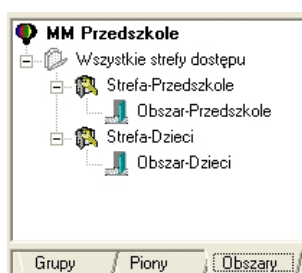 MM Przedszkole
Wszystkie strefy dostępu
Strefa-Przedszkole
Obszar-Przedszkole
Strefa-Dzieci
Obszar-Dzieci
Grupy Piony Obszary